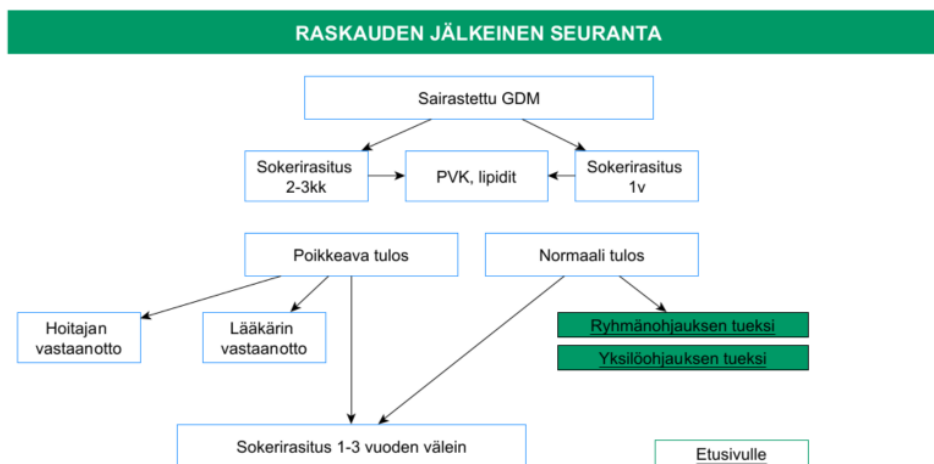 RASKAUDEN JÄLKEINEN SEURANTA
Sairastettu GDM
Sokerirasitus
2-3kk
PVK, lipidit
Sokerirasitus
1v
Poikkeava tulos
Normaali tulos
Hoitajan
vastaanotto
Lääkärin
vastaanotto
Ryhmänohjauksen tueksi
Yksilöohjauksen tueksi
Sokerirasitus 1-3 vuoden välein
Etusivulle